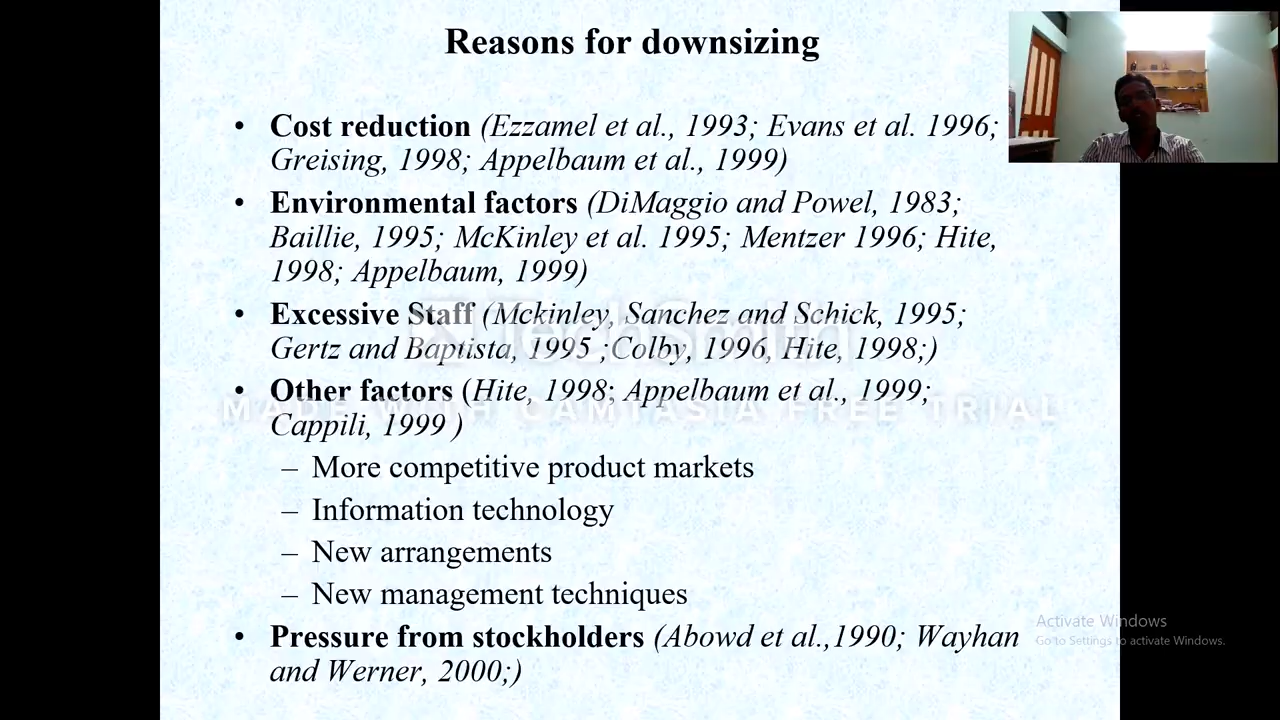 Reasons for downsizing
• Cost reduction (Ezzamel et al., 1993; Evans et al. 1996;
Greising, 1998; Appelbaum et al., 1999)
• Environmental factors (DiMaggio and Powel, 1983;
Baillie, 1995; McKinley et al. 1995; Mentzer 1996; Hite,
1998; Appelbaum, 1999)
• Excessive Staff (Mckinley, Sanchez and Schick, 1995;
Gertz and Baptista, 1995 ;Colby, 1996, Hite, 1998;)
TechSmith
• Other factors (Hite, 1998; Appelbaum et al., 1999;
MADE WITH CAMTASIA FREE TRIAL
Cappili, 1999 )
– More competitive product markets
– Information technology
– New arrangements
– New management techniques
• Pressure from stockholders (Abowd et al.,1990; Wayhan
and Werner, 2000;)
Activate Windows
Go to Settings to activate Windows.